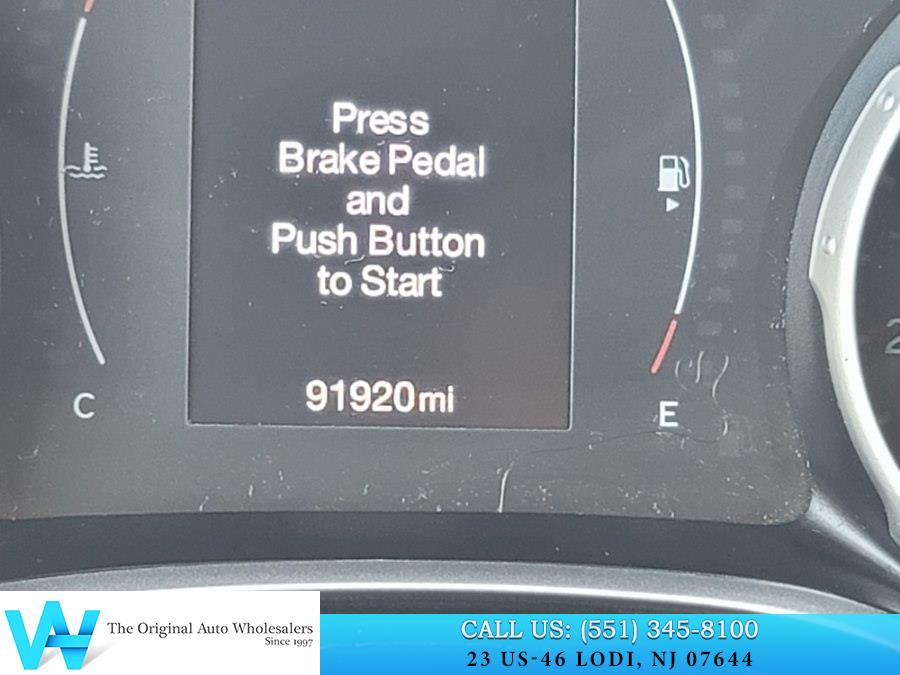 Press
Brake Pedal
and
Push Button
to Start
91920mi
C
E
2
The Original Auto Wholesalers
Since 1997
CALL US: (551) 345-8100
23 US-46 LODI, NJ 07644